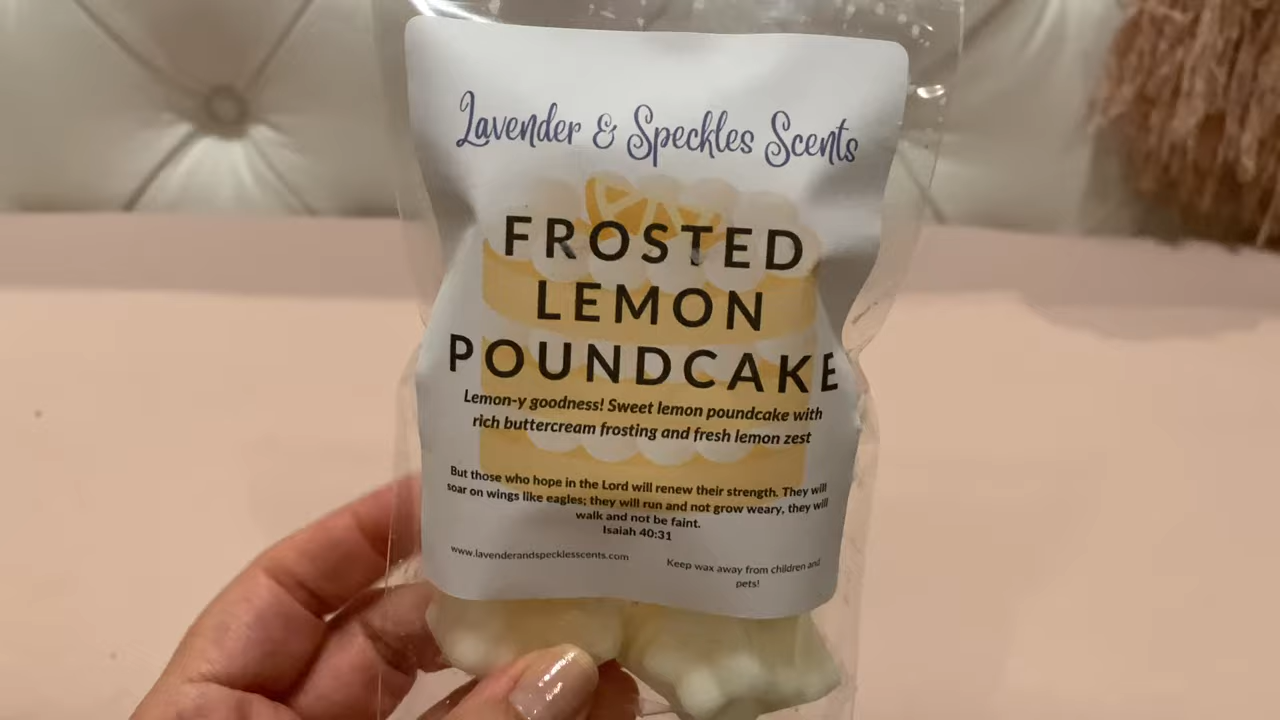 Lavender & Speckles Scents
FROSTED
LEMON
POUNDCAKE
Lemon-y goodness! Sweet lemon poundcake with
rich buttercream frosting and fresh lemon zest
But those who hope in the Lord will renew their strength. They will
soar on wings like eagles; they will run and not grow weary, they will
walk and not be faint.
Isaiah 40:31
www.lavenderandspecklesscents.com
Keep wax away from children and
pets!